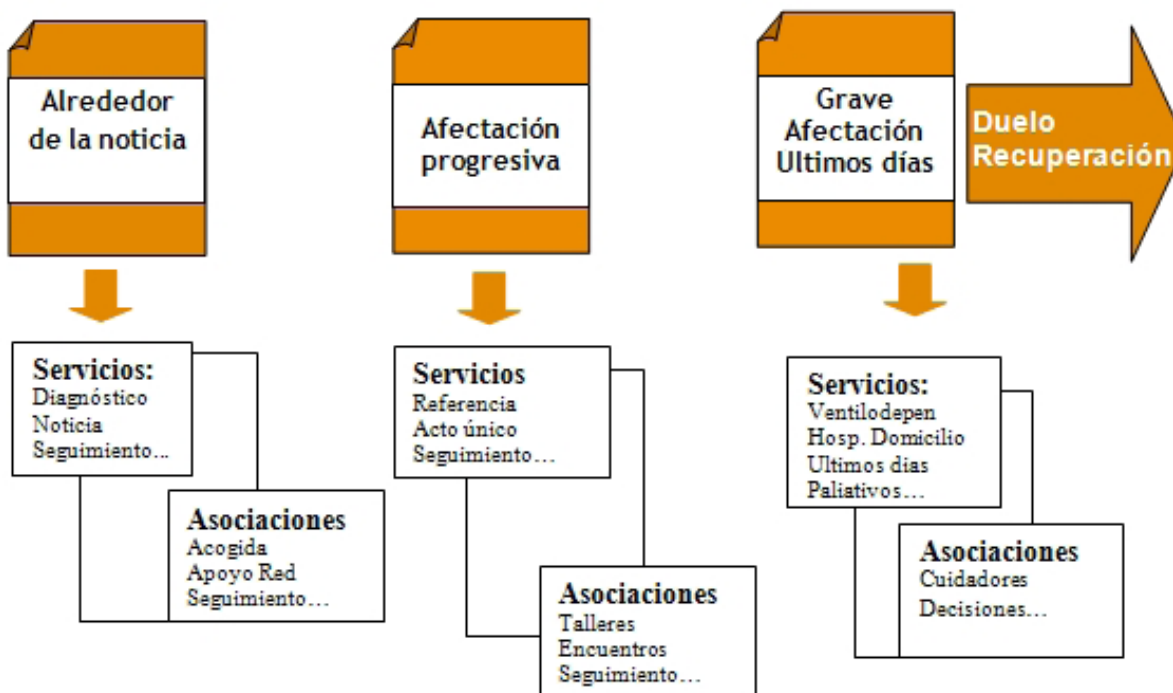 Alrededor
de la noticia
Afectación
progresiva
Grave
Afectación
Ultimos días
Duelo
Recuperación
Servicios:
Diagnóstico
Noticia
Seguimiento...
Asociaciones
Acogida
Apoyo Red
Seguimiento...
Servicios
Referencia
Acto único
Seguimiento...
Asociaciones
Talleres
Encuentros
Seguimiento...
Servicios:
Ventilodepen
Hosp. Domicilio
Ultimos dias
Paliativos...
Asociaciones
Cuidadores
Decisiones...